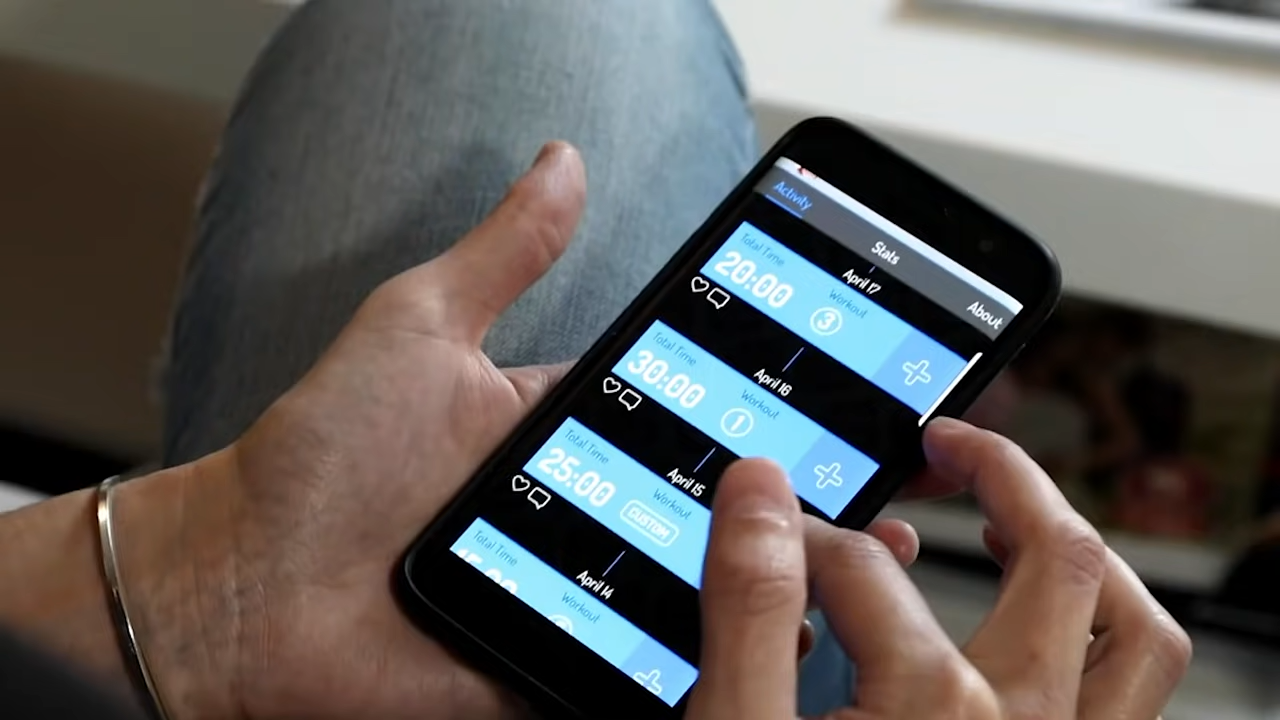 Activity
Stats
About
April 17
Total Time
20:00
Workout
3
April 16
Total Time
30:00
Workout
1
April 15
Total Time
25:00
Workout
CUSTOM
April 14
Total Time
Workout